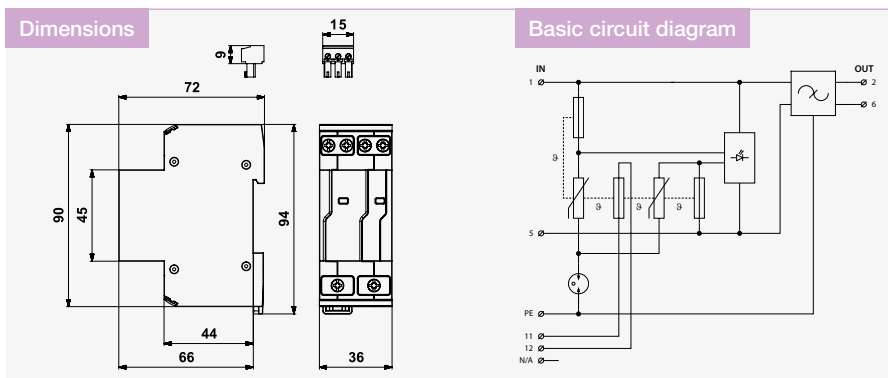 Dimensions
15
9
72
90
45
94
44
66
36
Basic circuit diagram
IN
OUT
1
2
6
ϑ
ϑ
ϑ
ϑ
5
PE
11
12
N/A